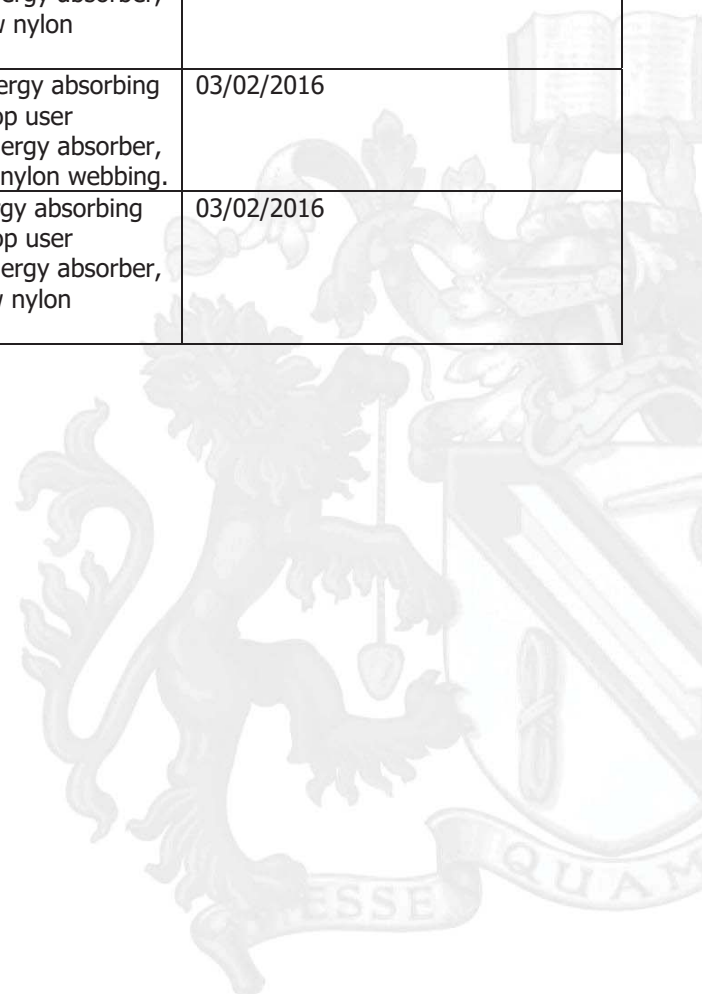 ergy absorber,
nylon
ergy absorbing
03/02/2016
op user
ergy absorber,
nylon webbing.
gy absorbing
03/02/2016
op user
ergy absorber,
nylon
ESSE
QUAM